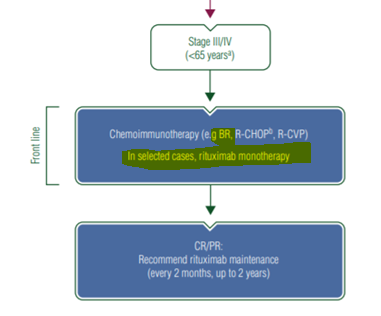 Stage III/IV
(<65 yearsᵃ)
Front line
Chemoimmunotherapy (e.g BR, R-CHOPᵇ, R-CVP)
In selected cases, rituximab monotherapy
CR/PR:
Recommend rituximab maintenance
(every 2 months, up to 2 years)